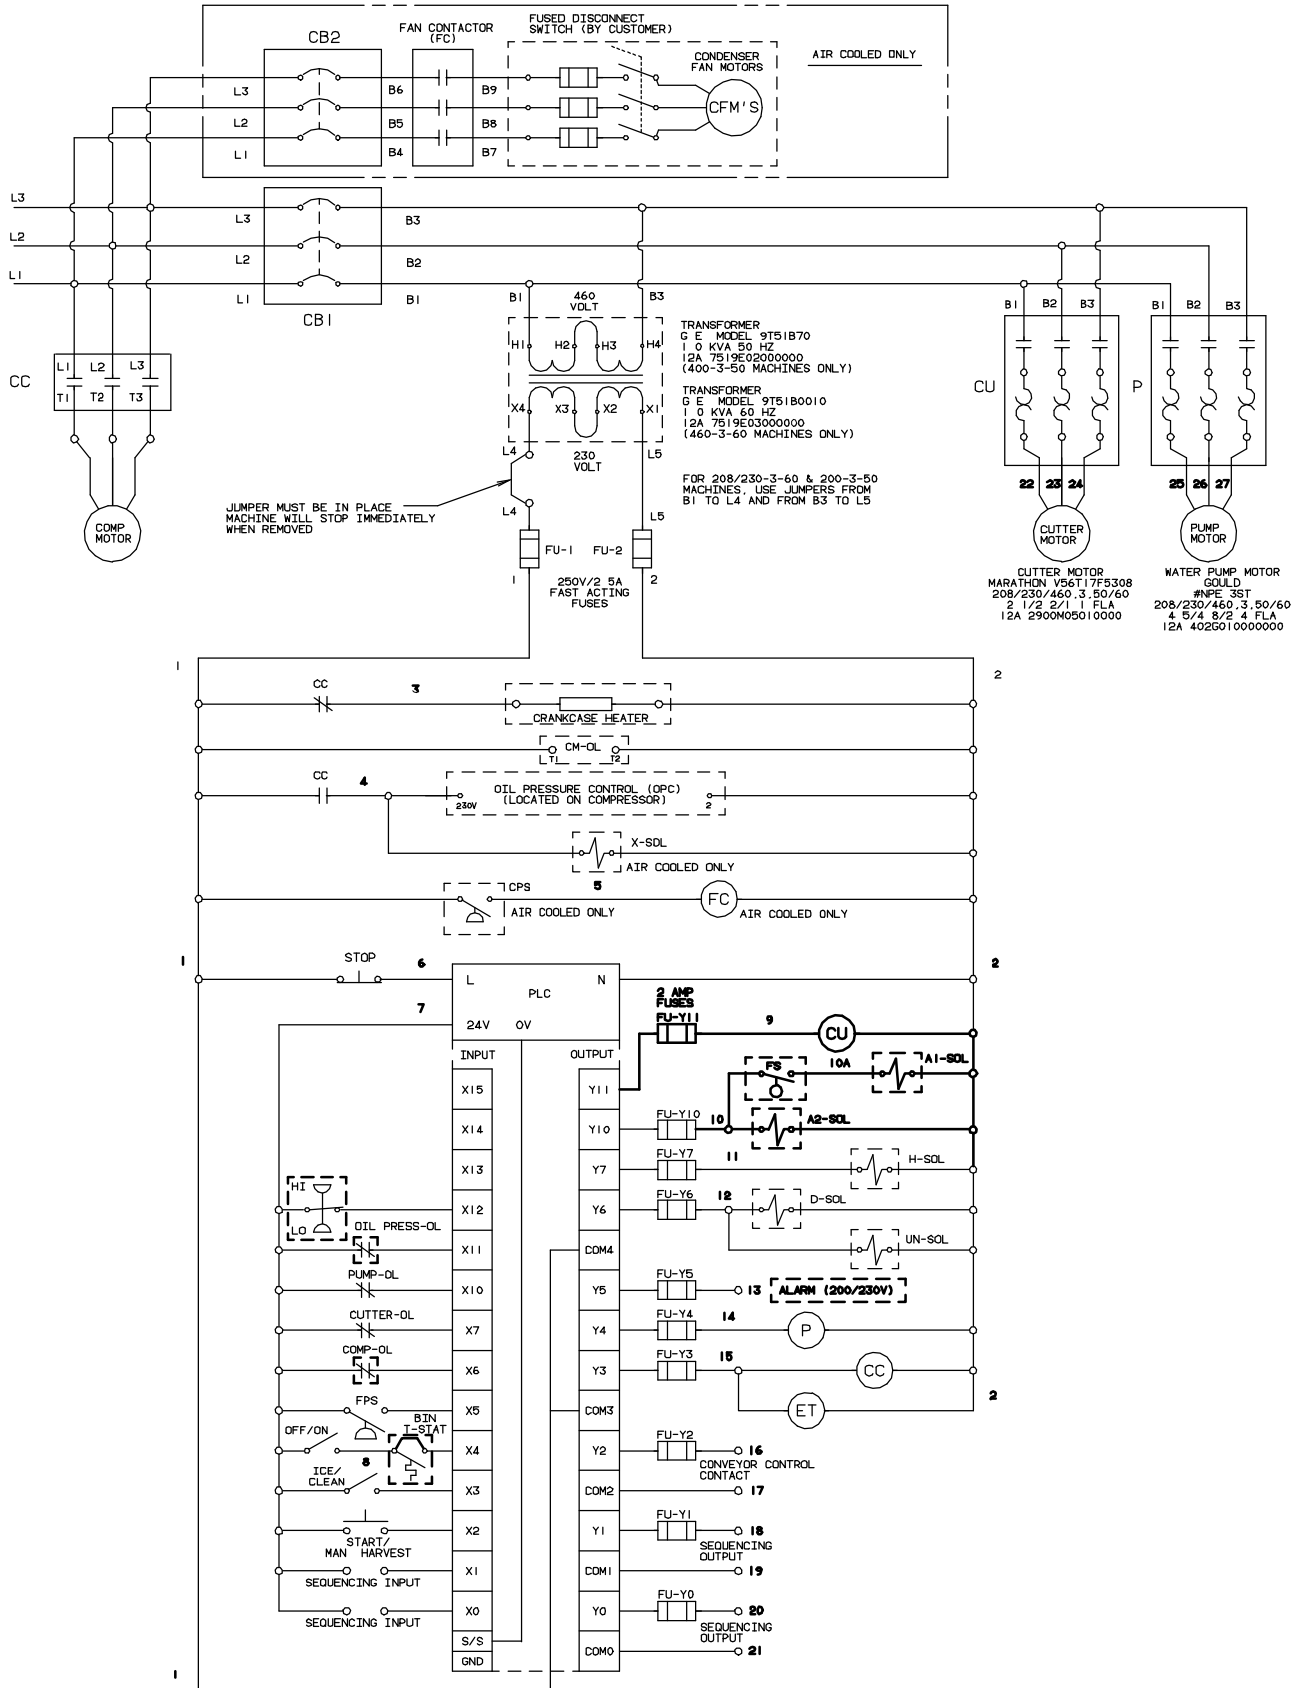 CB2
FAN CONTACTOR
(FC)
FUSED DISCONNECT
SWITCH (BY CUSTOMER)
CONDENSER
FAN MOTORS
AIR COOLED ONLY
CFM'S
L3
B6
B9
L2
B5
B8
L1
B4
B7
L3
L3
B3
L2
L2
B2
L1
L1
B1
CB1
B1
460
VOLT
B3
H1
H2
H3
H4
X4
X3
X2
X1
L4
230
VOLT
L5
TRANSFORMER
G E MODEL 9T51B70
1 0 KVA 50 HZ
12A 7519E02000000
(400-3-50 MACHINES ONLY)
TRANSFORMER
G E MODEL 9T51B0010
1 0 KVA 60 HZ
12A 7519E03000000
(460-3-60 MACHINES ONLY)
FOR 208/230-3-60 & 200-3-50
MACHINES, USE JUMPERS FROM
B1 TO L4 AND FROM B3 TO L5
B1
B2
B3
CU
22
23
24
CUTTER
MOTOR
CUTTER MOTOR
MARATHON V56T17F5308
208/230/460,3,50/60
2 1/2 2/1 1 FLA
12A 2900M05010000
B1
B2
B3
P
25
26
27
PUMP
MOTOR
WATER PUMP MOTOR
GOULD
#NPE 3ST
208/230/460,3,50/60
4 5/4 8/2 4 FLA
12A 402G010000000
CC
L1
L2
L3
T1
T2
T3
COMP
MOTOR
JUMPER MUST BE IN PLACE
MACHINE WILL STOP IMMEDIATELY
WHEN REMOVED
L4
L5
FU-1
FU-2
1
2
250V/2 5A
FAST ACTING
FUSES
1
2
CC
3
CRANKCASE HEATER
CM-OL
T1
T2
CC
4
230V
OIL PRESSURE CONTROL (OPC)
(LOCATED ON COMPRESSOR)
2
X-SOL
AIR COOLED ONLY
5
CPS
AIR COOLED ONLY
FC
AIR COOLED ONLY
1
STOP
6
L
PLC
N
2
7
24V
0V
INPUT
OUTPUT
2 AMP
FUSES
FU-Y11
9
CU
X15
Y11
FS
10A
A1-SOL
X14
Y10
FU-Y10
10
A2-SOL
X13
Y7
FU-Y7
11
H-SOL
HI
LO
X12
Y6
FU-Y6
12
D-SOL
OIL PRESS-OL
X11
COM4
UN-SOL
PUMP-OL
X10
Y5
FU-Y5
13
ALARM (200/230V)
CUTTER-OL
X7
Y4
FU-Y4
14
P
COMP-OL
X6
Y3
FU-Y3
15
CC
FPS
X5
COM3
ET
2
OFF/ON
8
BIN
T-STAT
X4
Y2
FU-Y2
16
CONVEYOR CONTROL
CONTACT
ICE/
CLEAN
X3
COM2
17
START/
MAN HARVEST
X2
Y1
FU-Y1
18
SEQUENCING
OUTPUT
SEQUENCING INPUT
X1
COM1
19
SEQUENCING INPUT
X0
Y0
FU-Y0
20
SEQUENCING
OUTPUT
S/S
GND
COM0
21
1